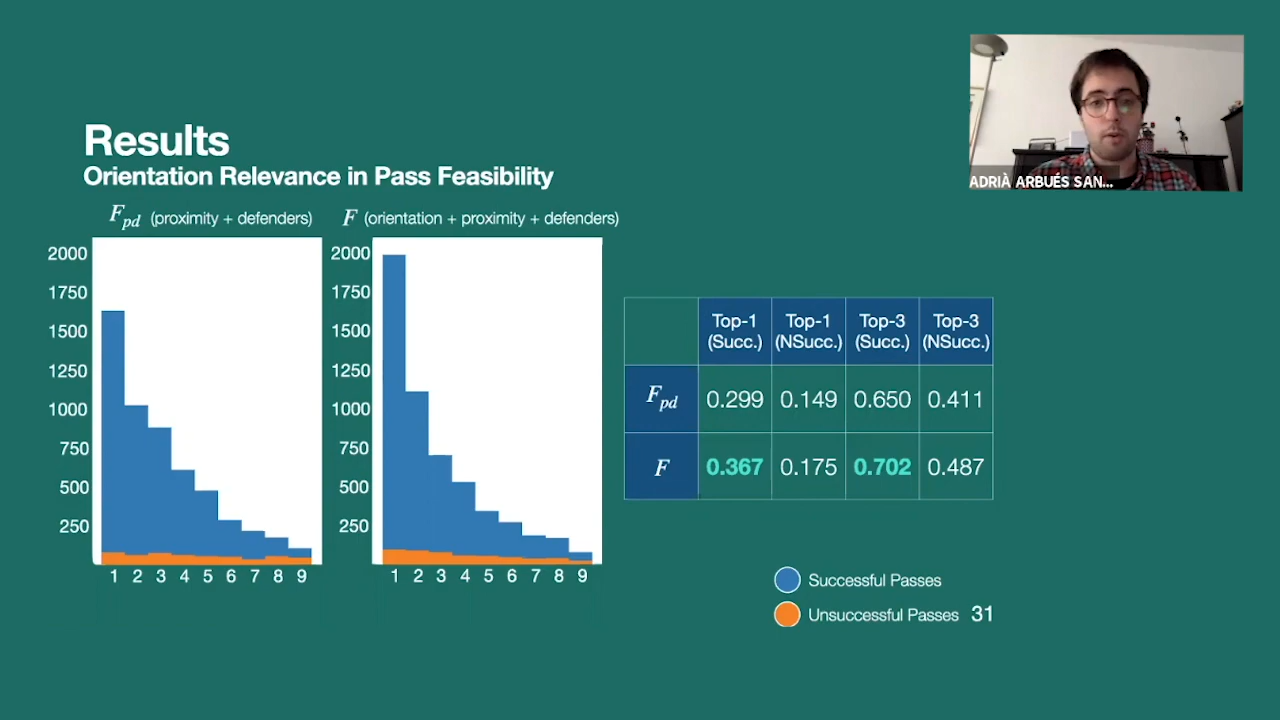 ADRIÀ ARBUÉS SAN...
Results
Orientation Relevance in Pass Feasibility
Fpd (proximity + defenders)
F (orientation + proximity + defenders)
2000
1750
1500
1250
1000
750
500
250
1 2 3 4 5 6 7 8 9
2000
1750
1500
1250
1000
750
500
250
1 2 3 4 5 6 7 8 9
Top-1 (Succ.) Top-1 (NSucc.) Top-3 (Succ.) Top-3 (NSucc.)
Fpd 0.299 0.149 0.650 0.411
F 0.367 0.175 0.702 0.487
Successful Passes
Unsuccessful Passes 31